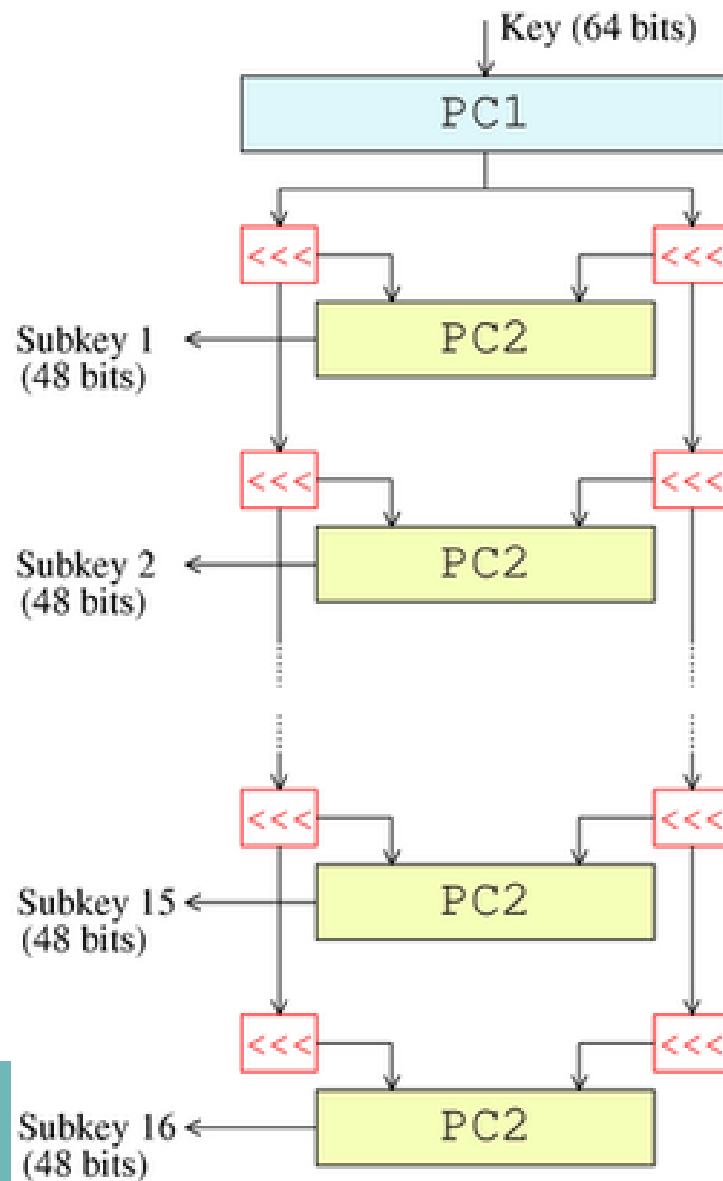 Key (64 bits)
PC1
<<< <<<
PC2
Subkey 1
(48 bits)
<<< <<<
PC2
Subkey 2
(48 bits)
<<< <<<
PC2
Subkey 15
(48 bits)
<<< <<<
PC2
Subkey 16
(48 bits)